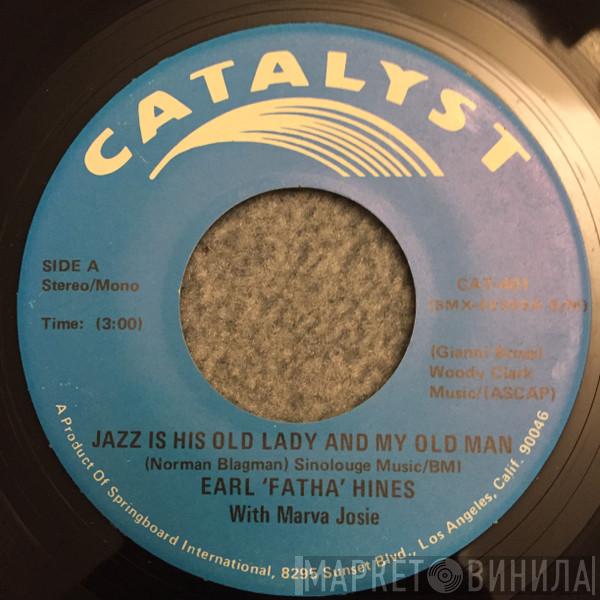 CATALYST
SIDE A
Stereo/Mono
Time: (3:00)
(Gianni
Woody Clark
Music/(ASCAP)
JAZZ IS HIS OLD LADY AND MY OLD MAN
(Norman Blagman) Sinolouge Music/BMI
EARL 'FATHA' HINES
With Marva Josie
A Product Of Springboard International, 8295 Sunset Blvd., Los Angeles, Calif. 90046
МАРКЕТ ВИНИЛА